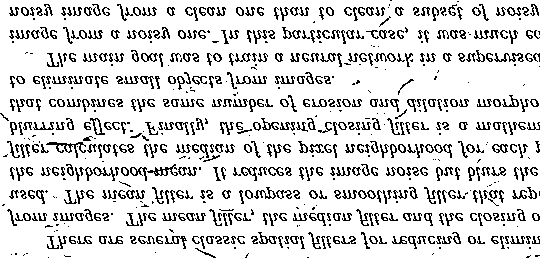 There are several classic spatial filters for reducing or elimin
from images. The mean filter, the median filter and the closing o
used. The mean filter is a lowpass or smoothing filter that repl
the neighborhood mean. It reduces the image noise but blurs the
filter calculates the median of the pixel neighborhood for each p
blurring effect. Finally, the opening closing filter is a mathem
that combines the same number of erosion and dilation morpho
to eliminate small objects from images.
The main goal was to train a neural network in a supervised
image from a noisy one. In this particular case, it was much ea
noisy image from a clean one than to clean a subset of noisy